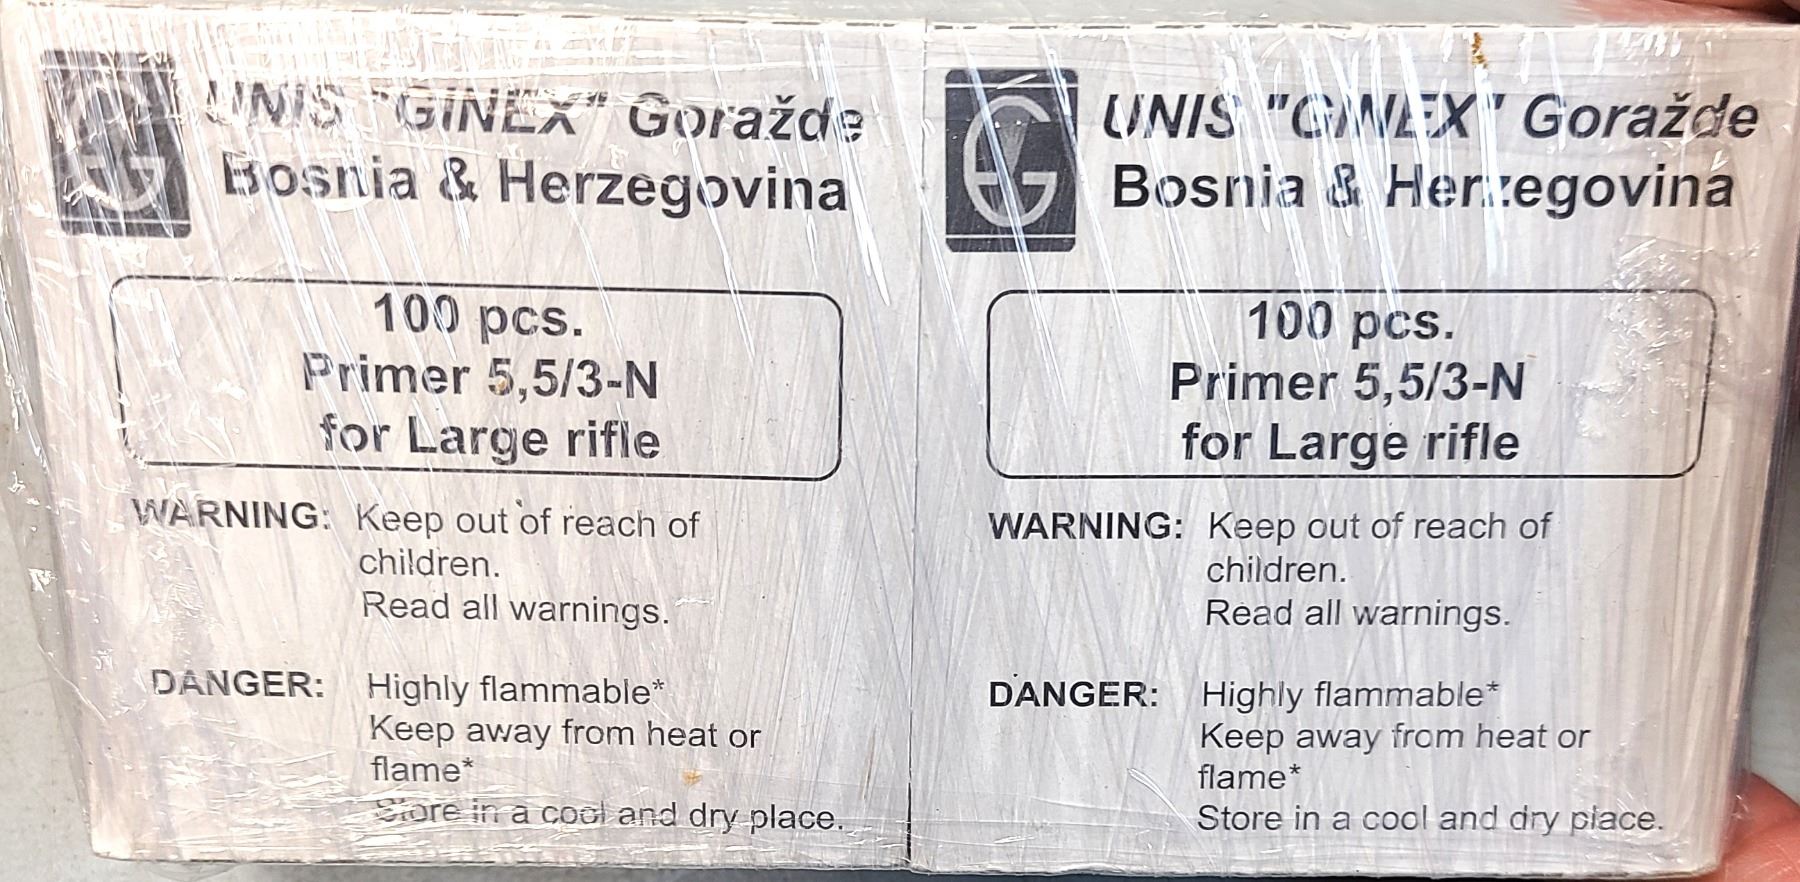 UNIS "GINEX" Goražde
Bosnia & Herzegovina
100 pcs.
Primer 5,5/3-N
for Large rifle
WARNING: Keep out of reach of
children.
Read all warnings.
DANGER: Highly flammable*
Keep away from heat or
flame*
Store in a cool and dry place.
UNIS "GINEX" Goražde
Bosnia & Herzegovina
100 pcs.
Primer 5,5/3-N
for Large rifle
WARNING: Keep out of reach of
children.
Read all warnings.
DANGER: Highly flammable*
Keep away from heat or
flame*
Store in a cool and dry place.